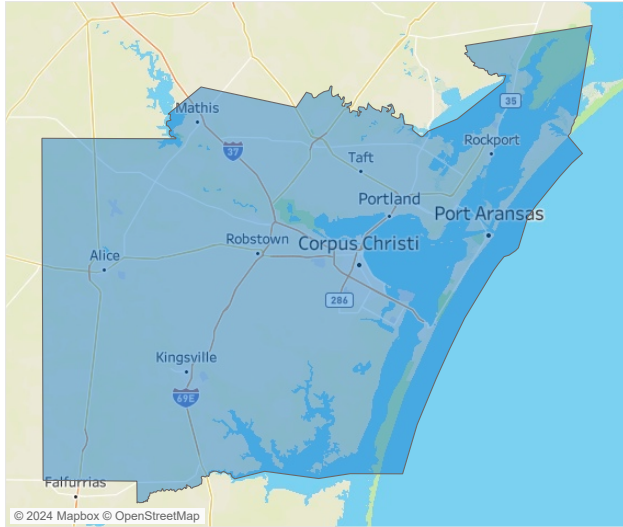 35
Mathis
Rockport
37
Taft
Portland
Port Aransas
Robstown
Corpus Christi
Alice
286
Kingsville
69E
Falfurrias
© 2024 Mapbox © OpenStreetMap